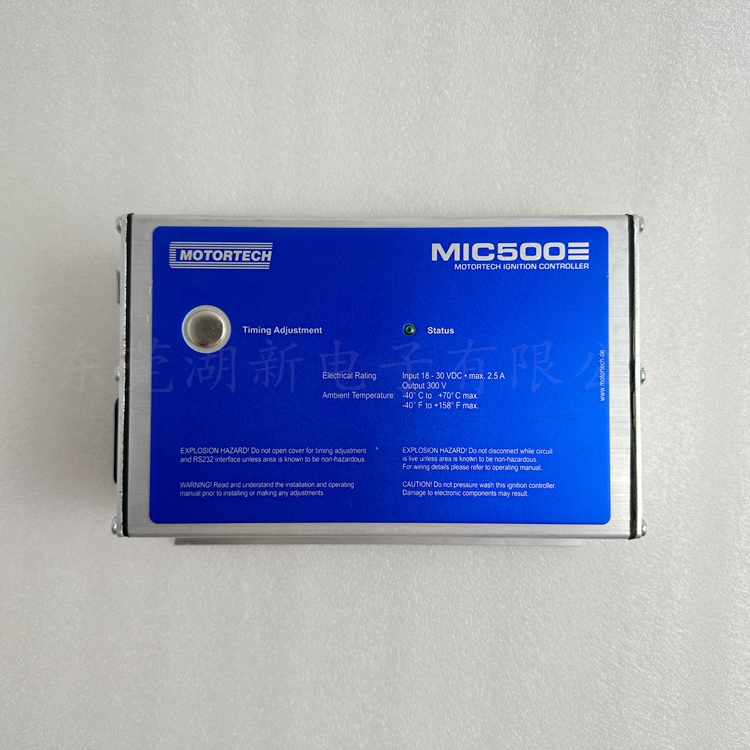 MOTORTECH
MIC500E
MOTORTECH IGNITION CONTROLLER
Timing Adjustment
Status
www.motortech.de
Electrical Rating: Input 18 - 30 VDC • max. 2.5 A
Output 300 V
Ambient Temperature: -40° C to +70° C max.
-40° F to +158° F max.
莞湖新电子有限公
EXPLOSION HAZARD! Do not open cover for timing adjustment
and RS232 interface unless area is known to be non-hazardous.
WARNING! Read and understand the installation and operating
manual prior to installing or making any adjustments.
EXPLOSION HAZARD! Do not disconnect while circuit
is live unless area is known to be non-hazardous.
For wiring details please refer to operating manual.
CAUTION! Do not pressure wash this ignition controller.
Damage to electronic components may result.